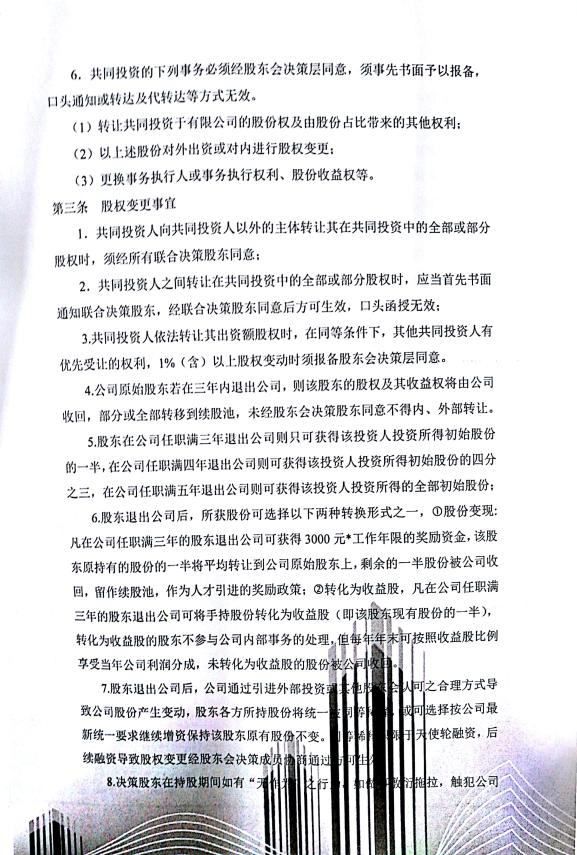 6．共同投资的下列事务必须经股东会决策层同意，须事先书面予以报备，
口头通知或转达及代转达等方式无效。
（1）转让共同投资于有限公司的股份权及由股份占比带来的其他权利；
（2）以上述股份对外出资或对内进行股权变更；
（3）更换事务执行人或事务执行权利、股份收益权等。
第三条　股权变更事宜
1．共同投资人向共同投资人以外的主体转让其在共同投资中的全部或部分
股权时，须经所有联合决策股东同意；
2．共同投资人之间转让在共同投资中的全部或部分股权时，应当首先书面
通知联合决策股东，经联合决策股东同意后方可生效，口头函授无效；
3.共同投资人依法转让其出资额股权时，在同等条件下，其他共同投资人有
优先受让的权利，1%（含）以上股权变动时须报备股东会决策层同意。
4.公司原始股东若在三年内退出公司，则该股东的股权及其收益权将由公司
收回，部分或全部转移到续股池，未经股东会决策股东同意不得内、外部转让。
5.股东在公司任职满三年退出公司则只可获得该投资人投资所得初始股份
的一半，在公司任职满四年退出公司则可获得该投资人投资所得初始股份的四分
之三，在公司任职满五年退出公司则可获得该投资人投资所得的全部初始股份；
6.股东退出公司后，所获股份可选择以下两种转换形式之一，①股份变现:
凡在公司任职满三年的股东退出公司可获得 3000 元*工作年限的奖励资金，该股
东原持有的股份的一半将平均转让到公司原始股东上，剩余的一半股份被公司收
回，留作续股池，作为人才引进的奖励政策；②转化为收益股，凡在公司任职满
三年的股东退出公司可将手持股份转化为收益股（即该股东现有股份的一半），
转化为收益股的股东不参与公司内部事务的处理，但每年年末可按照收益股比例
享受当年公司利润分成，未转化为收益股的股份被公司收回。
7.股东退出公司后，公司通过引进外部投资或其他股东会认可之合理方式导
致公司股份产生变动，股东各方所持股份将统一被同等稀 或可选择按公司最
新统一要求继续增资保持该股东原有股份不变。 等稀 限于天使轮融资，后
续融资导致股权变更经股东会决策成员协商通过方可生
8.决策股东在持股期间如有“无作为”之行 如做 敷衍拖拉，触犯公司